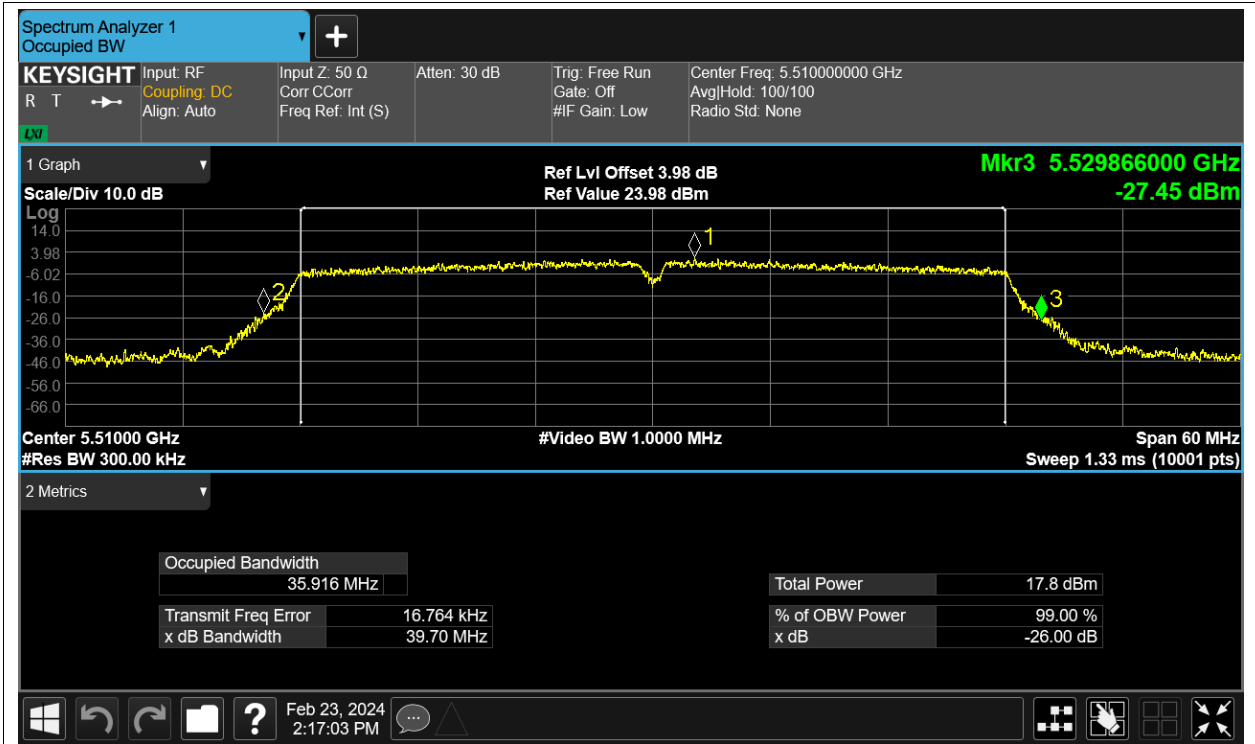 Spectrum Analyzer 1
Occupied BW
KEYSIGHT
R T
LXI
Input: RF
Coupling: DC
Align: Auto
Input Z: 50 Ω
Corr CCorr
Freq Ref: Int (S)
Atten: 30 dB
Trig: Free Run
Gate: Off
#IF Gain: Low
Center Freq: 5.510000000 GHz
Avg|Hold: 100/100
Radio Std: None
1 Graph
Scale/Div 10.0 dB
Ref Lvl Offset 3.98 dB
Ref Value 23.98 dBm
Mkr3 5.529866000 GHz
-27.45 dBm
Log
14.0
3.98
-6.02
-16.0
-26.0
-36.0
-46.0
-56.0
-66.0
1
2
3
Center 5.51000 GHz
#Res BW 300.00 kHz
#Video BW 1.0000 MHz
Span 60 MHz
Sweep 1.33 ms (10001 pts)
2 Metrics
Occupied Bandwidth
35.916 MHz
Transmit Freq Error 16.764 kHz
x dB Bandwidth 39.70 MHz
Total Power 17.8 dBm
% of OBW Power 99.00 %
x dB -26.00 dB
?
Feb 23, 2024
2:17:03 PM